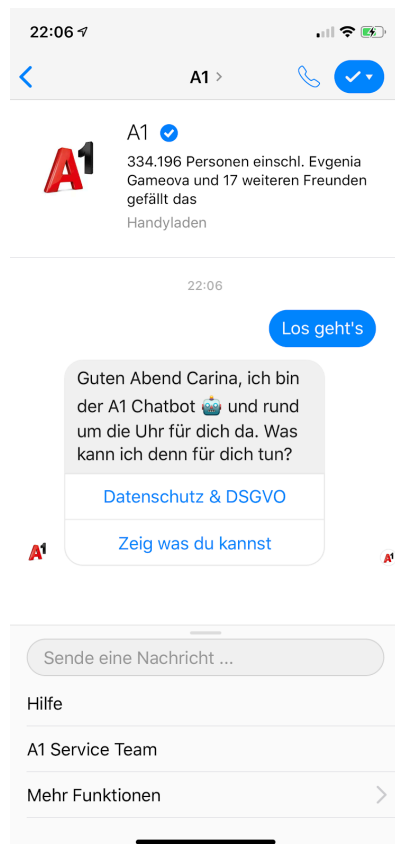 22:06
A1
A1
A1
334.196 Personen einschl. Evgenia
Gameova und 17 weiteren Freunden
gefällt das
Handyladen
22:06
Los geht's
Guten Abend Carina, ich bin
der A1 Chatbot 🤖 und rund
um die Uhr für dich da. Was
kann ich denn für dich tun?
Datenschutz & DSGVO
Zeig was du kannst
A1
A1
Sende eine Nachricht ...
Hilfe
A1 Service Team
Mehr Funktionen